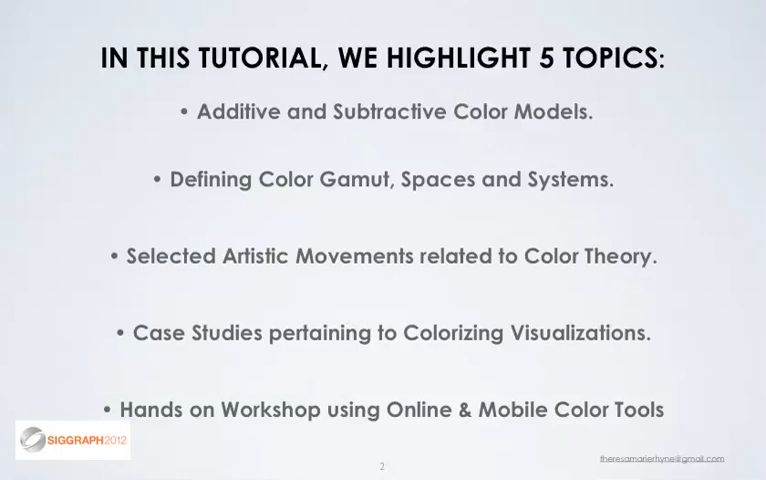 IN THIS TUTORIAL, WE HIGHLIGHT 5 TOPICS:
• Additive and Subtractive Color Models.
• Defining Color Gamut, Spaces and Systems.
• Selected Artistic Movements related to Color Theory.
• Case Studies pertaining to Colorizing Visualizations.
• Hands on Workshop using Online & Mobile Color Tools
SIGGRAPH2012
theresamarierhyne@gmail.com
2